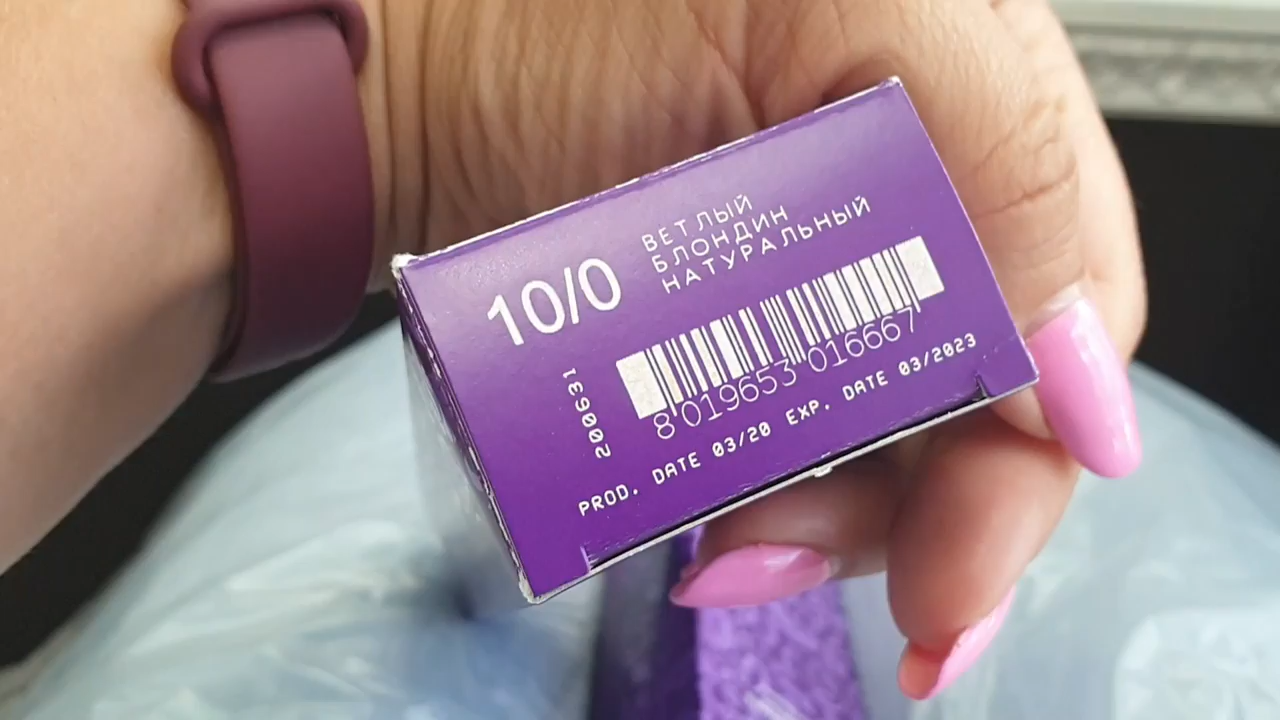 10/0
ВЕТЛЫЙ
БЛОНДИН
НАТУРАЛЬНЫЙ
8 019653 016667
200631
PROD. DATE 03/20 EXP. DATE 03/2023